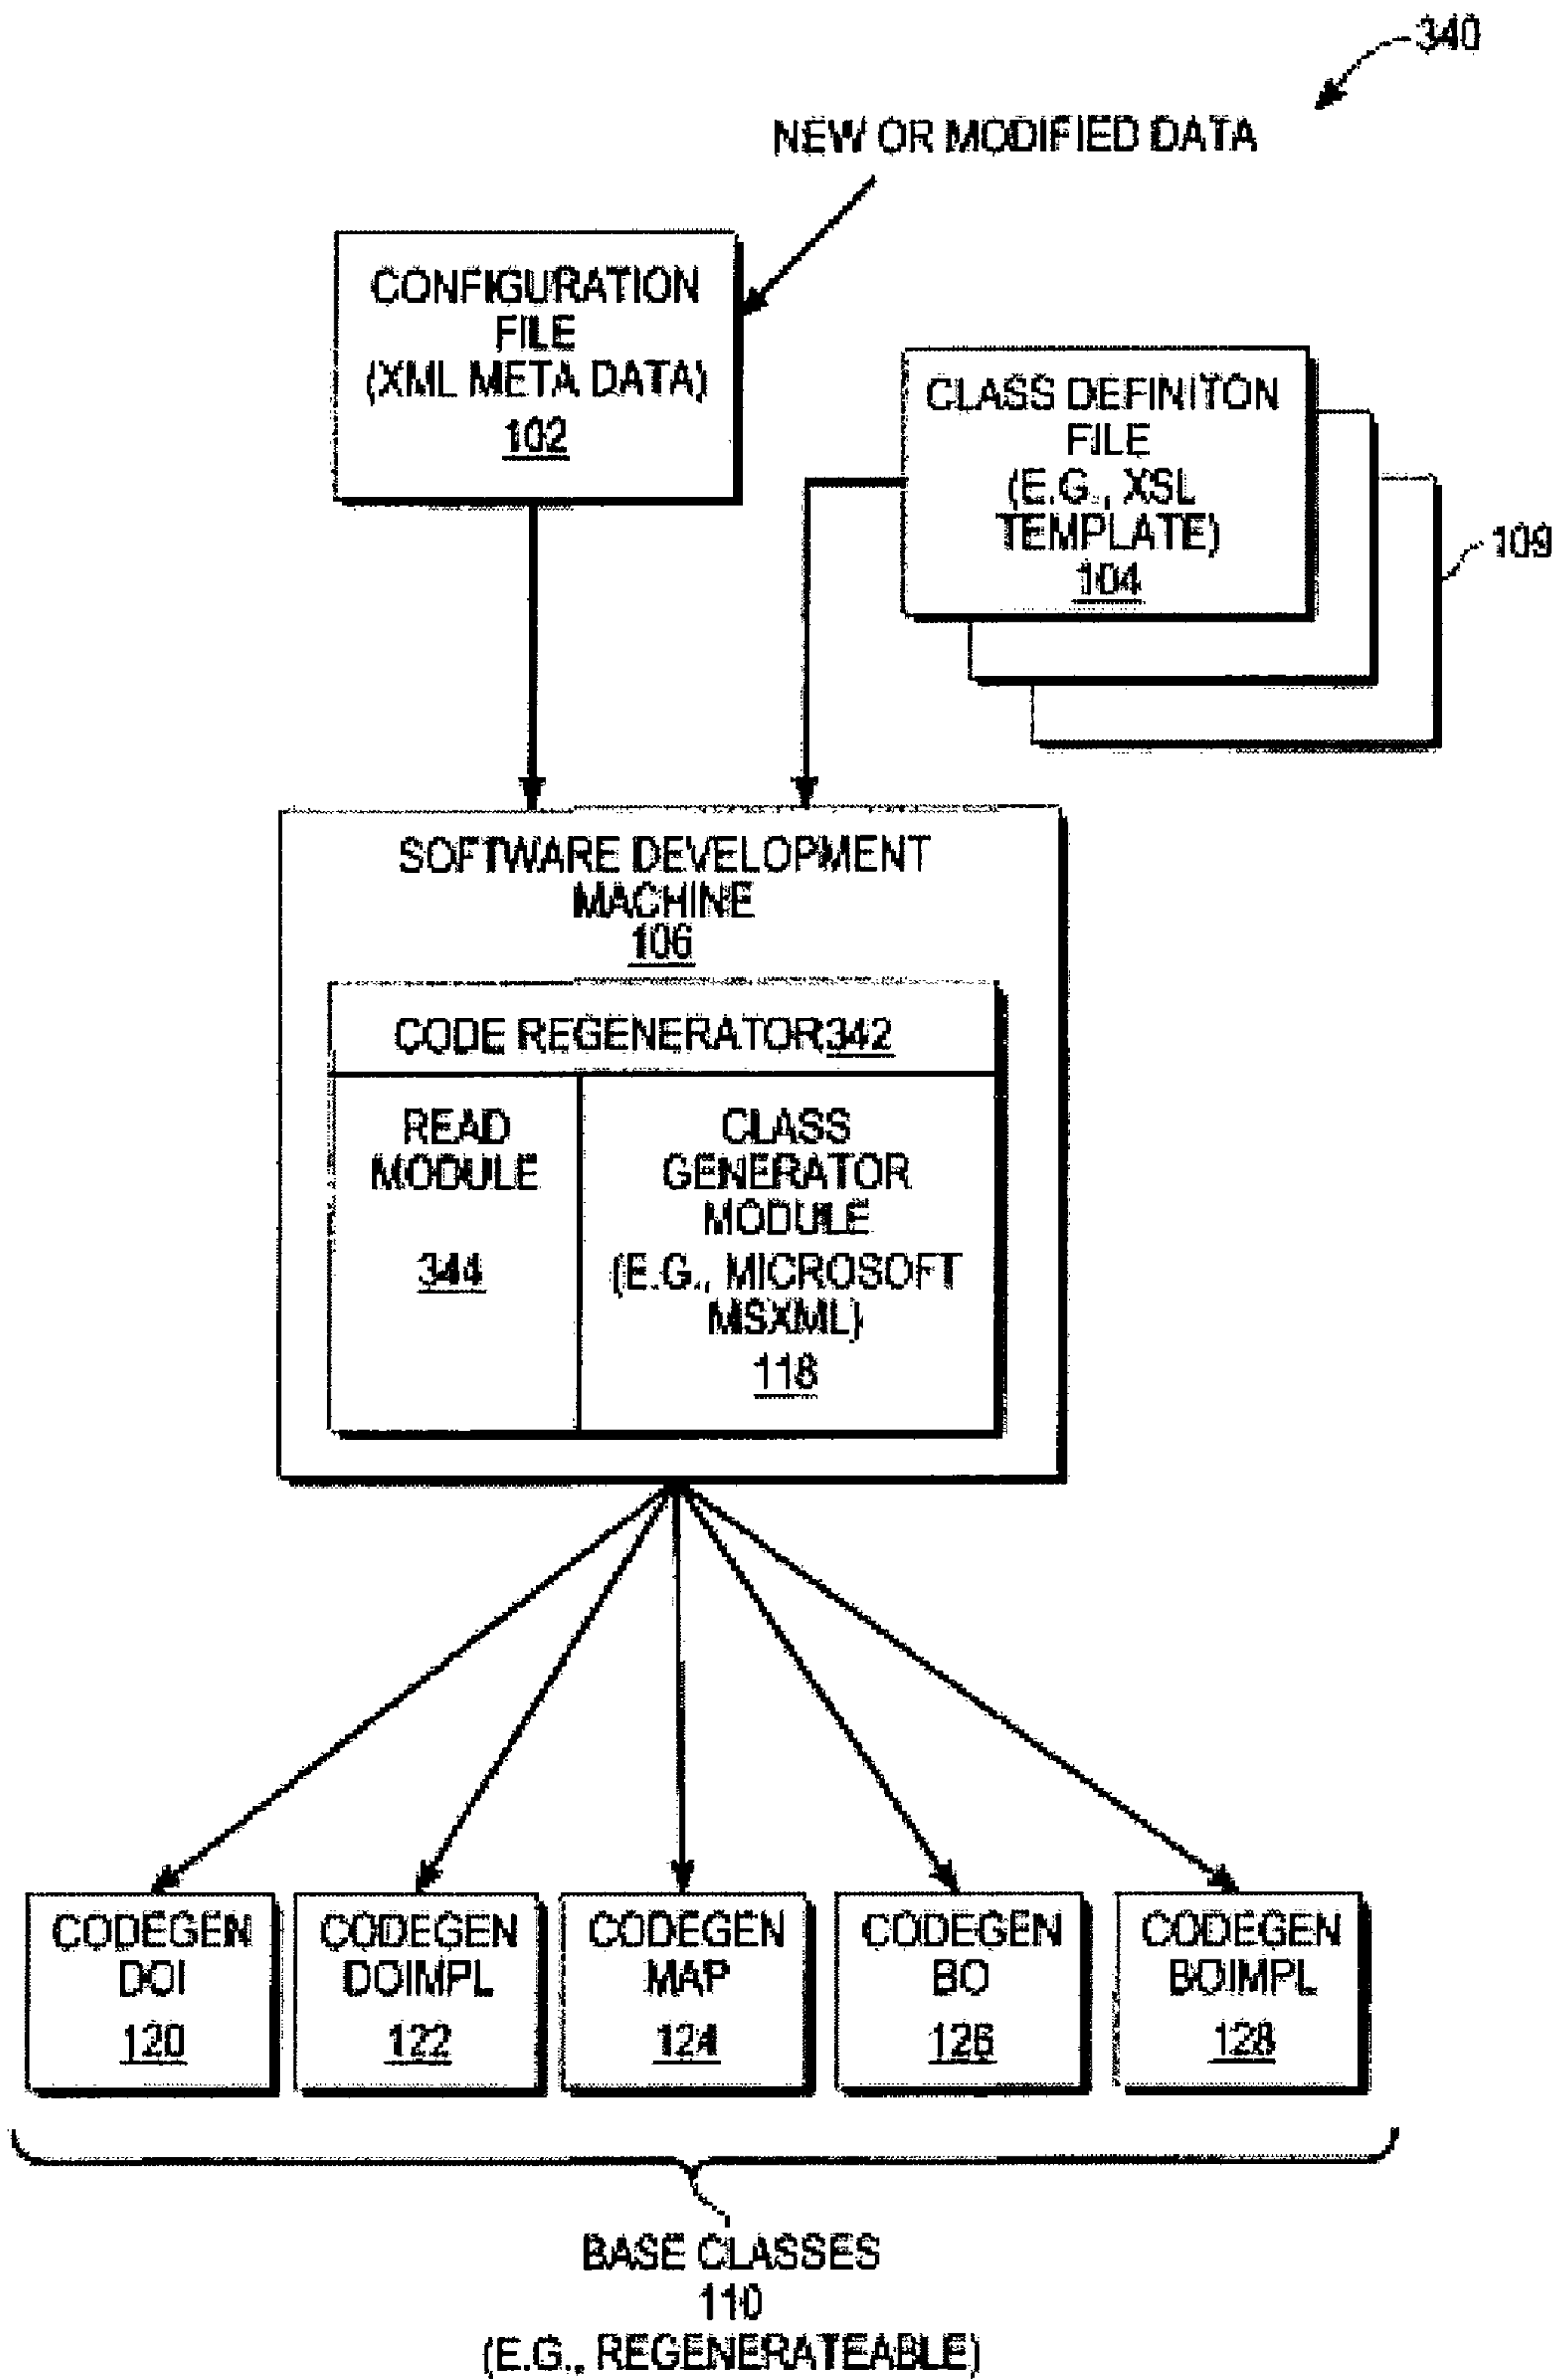 340
NEW OR MODIFIED DATA
CONFIGURATION
FILE
(XML META DATA)
102
CLASS DEFINITON
FILE
(E.G., XSL
TEMPLATE)
104
109
SOFTWARE DEVELOPMENT
MACHINE
106
CODE REGENERATOR 342
READ
MODULE
344
CLASS
GENERATOR
MODULE
(E.G., MICROSOFT
MSXML)
118
CODEGEN
DOI
120
CODEGEN
DOIMPL
122
CODEGEN
MAP
124
CODEGEN
BO
126
CODEGEN
BOIMPL
128
BASE CLASSES
110
(E.G., REGENERATEABLE)